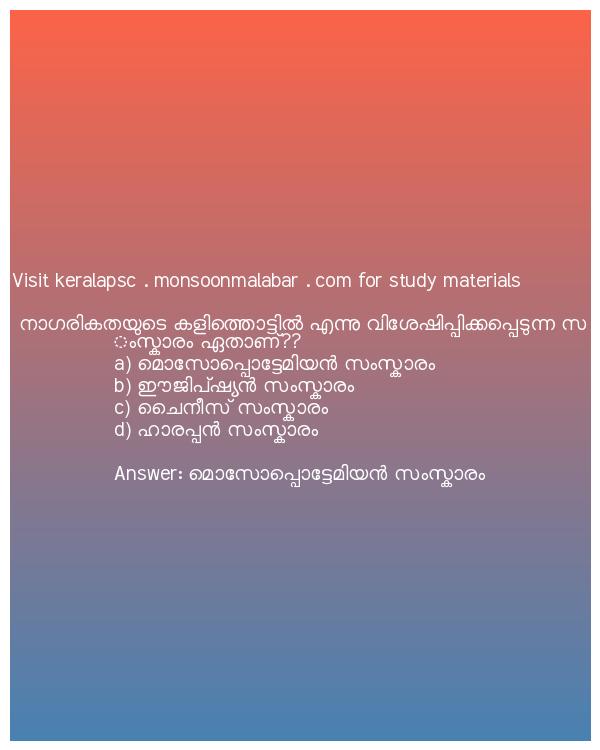 Visit keralapsc . monsoonmalabar . com for study materials
നാഗരികതയുടെ കളിത്തൊട്ടിൽ എന്നു വിശേഷിപ്പിക്കപ്പെടുന്ന സ
ംസ്കാരം ഏതാണ്??
a) മൊസോപ്പൊട്ടേമിയൻ സംസ്കാരം
b) ഈജിപ്ഷ്യൻ സംസ്കാരം
c) ചൈനീസ് സംസ്കാരം
d) ഹാരപ്പൻ സംസ്കാരം
Answer: മൊസോപ്പൊട്ടേമിയൻ സംസ്കാരം